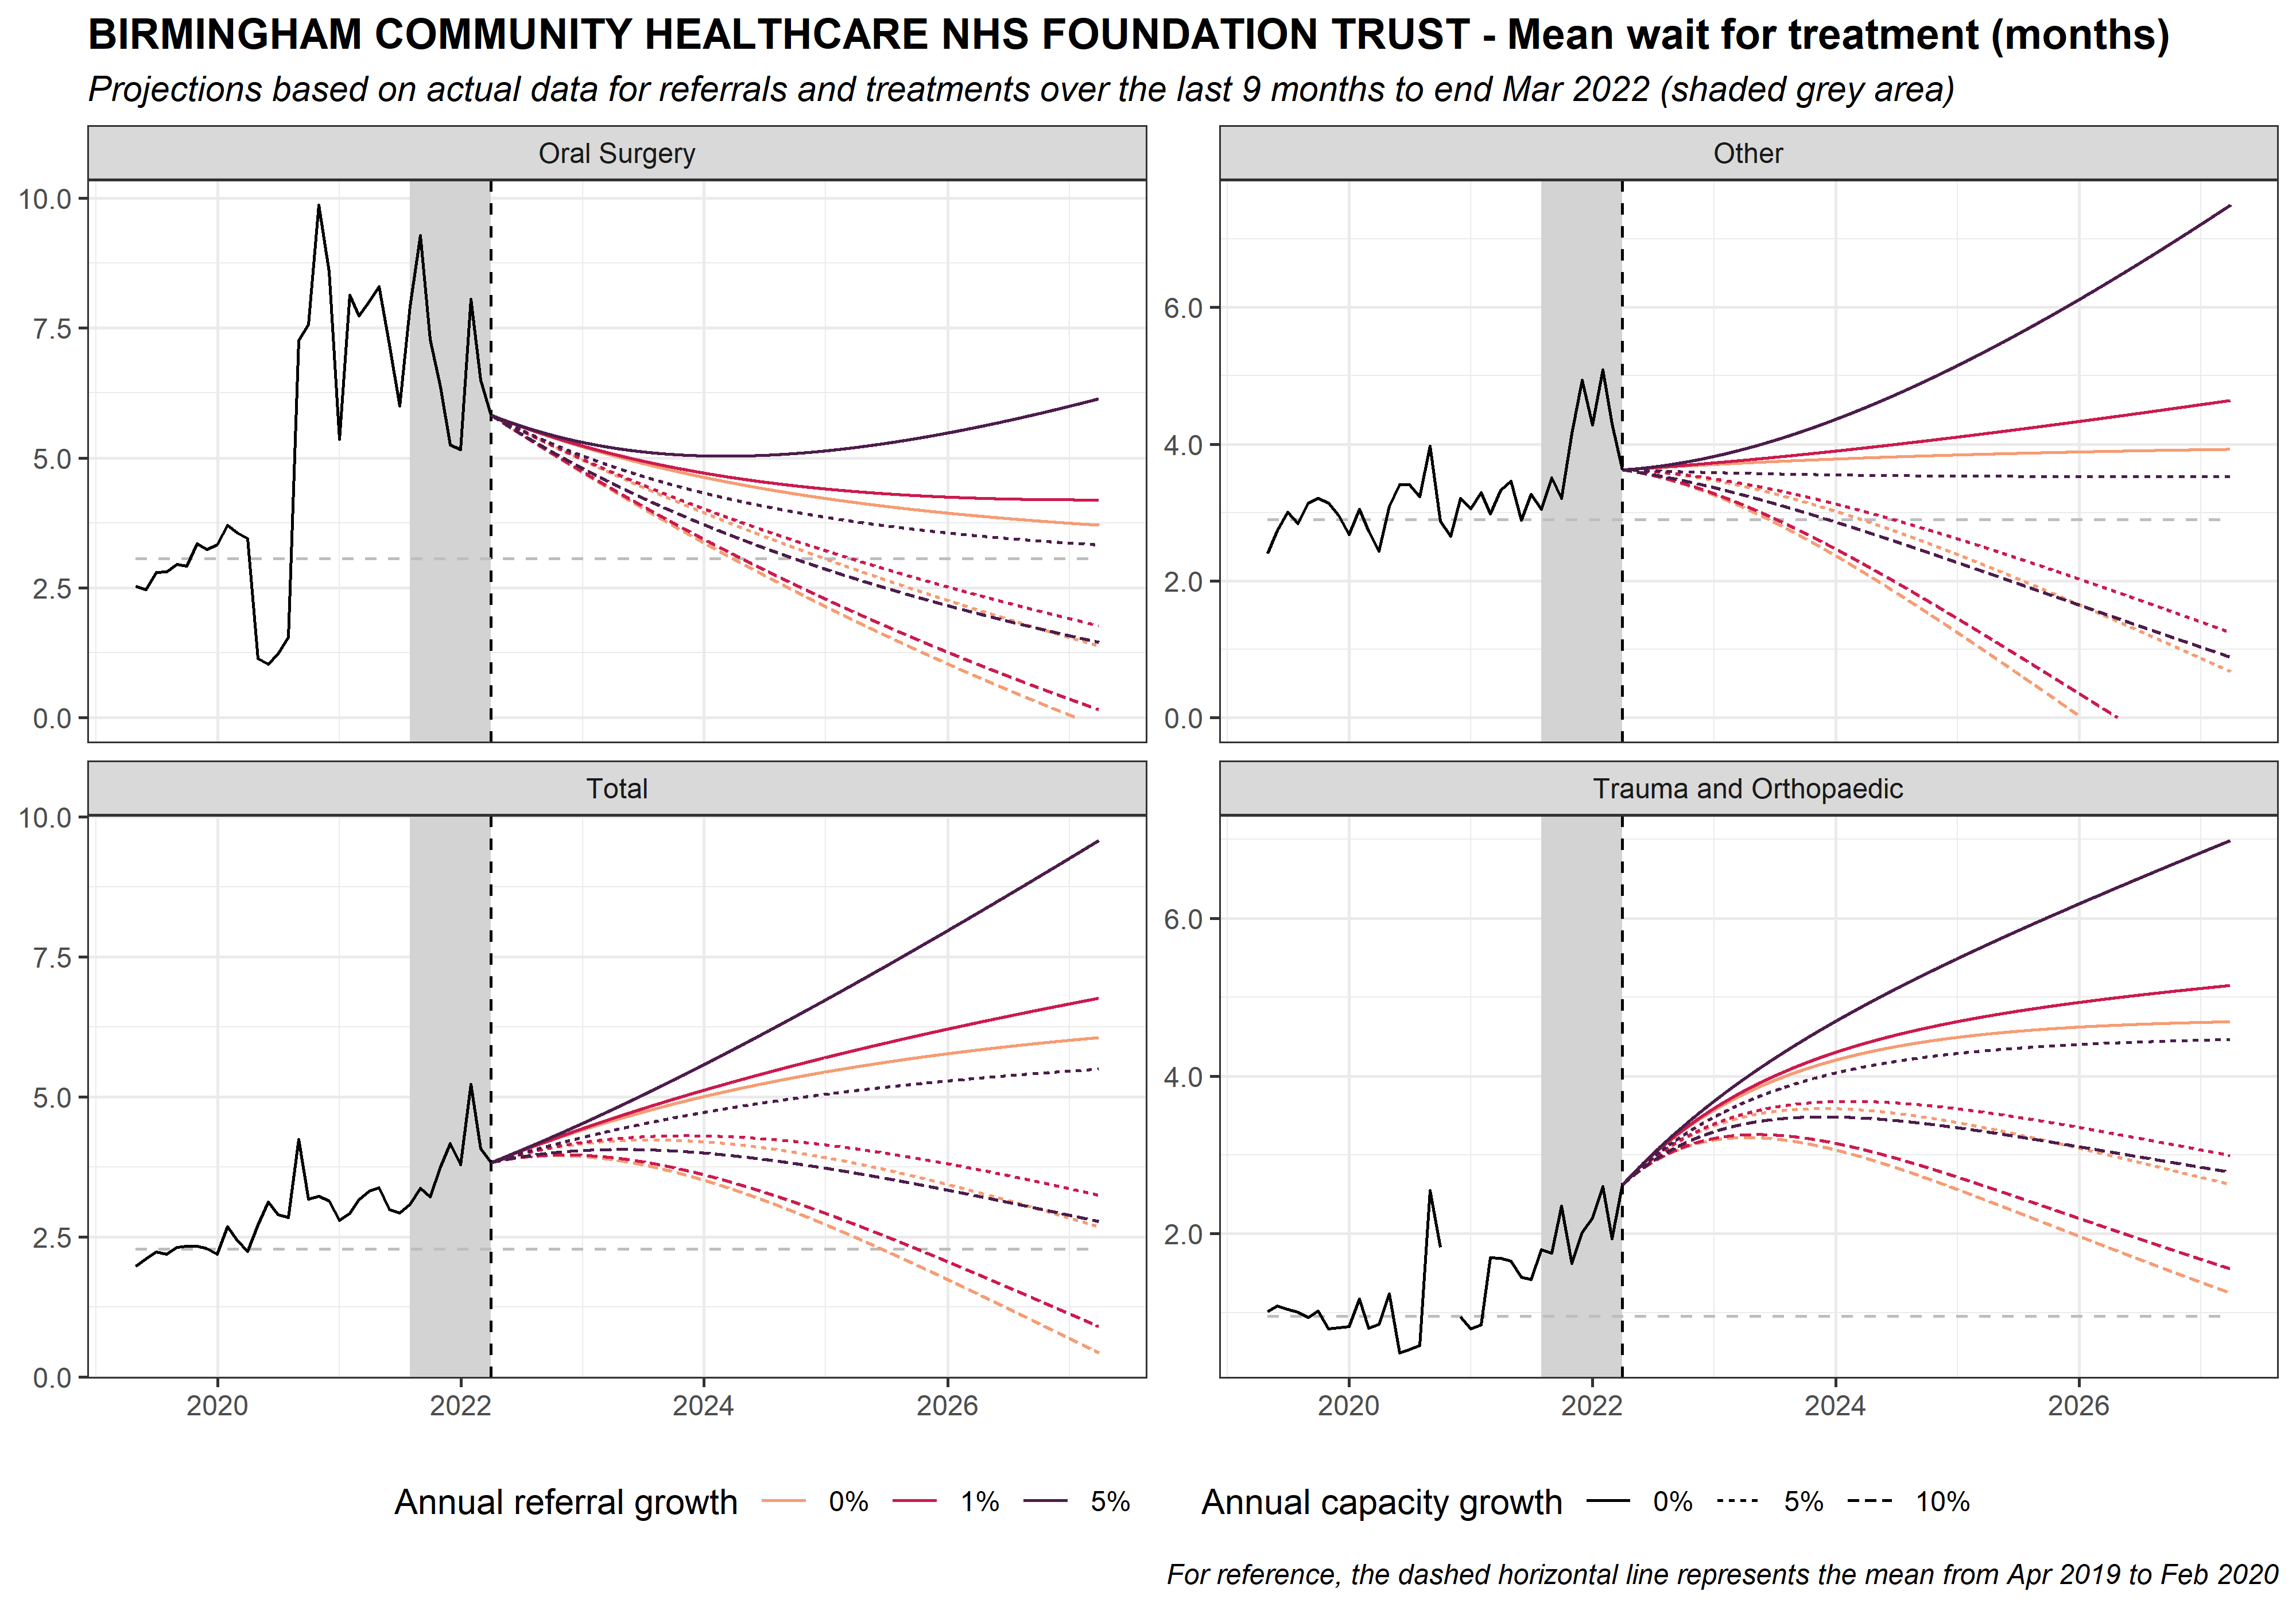 BIRMINGHAM COMMUNITY HEALTHCARE NHS FOUNDATION TRUST - Mean wait for treatment (months)
Projections based on actual data for referrals and treatments over the last 9 months to end Mar 2022 (shaded grey area)
Oral Surgery
10.0
7.5
5.0
2.5
0.0
Other
6.0
4.0
2.0
0.0
Total
10.0
7.5
5.0
2.5
0.0
2020 2022 2024 2026
Trauma and Orthopaedic
6.0
4.0
2.0
2020 2022 2024 2026
Annual referral growth 0% 1% 5%
Annual capacity growth 0% 5% 10%
For reference, the dashed horizontal line represents the mean from Apr 2019 to Feb 2020